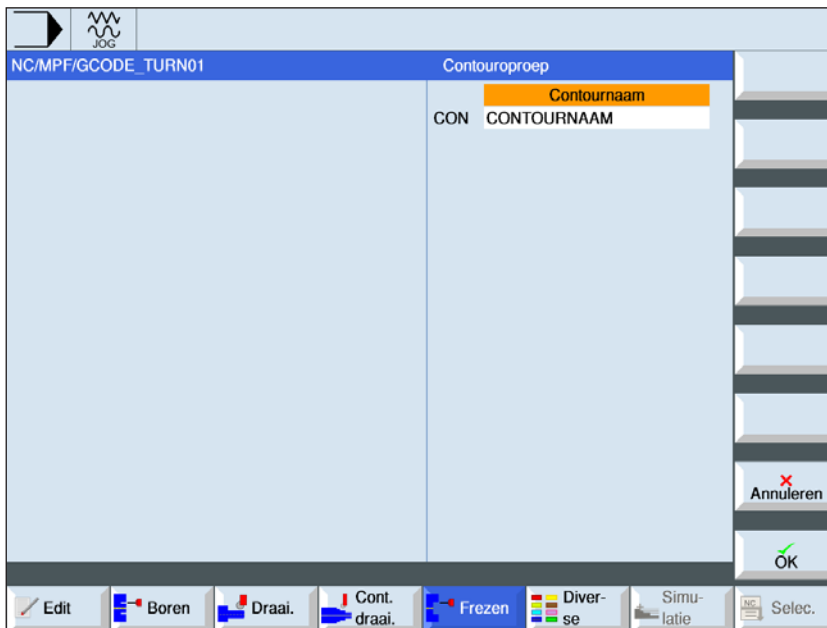 JOG
NC/MPF/GCODE_TURN01
Contouroproep
Contournaam
CON CONTOURNAAM
Annuleren
OK
Edit
Boren
Draai.
Cont.
draai.
Frezen
Diver-
se
Simu-
latie
NC
Selec.